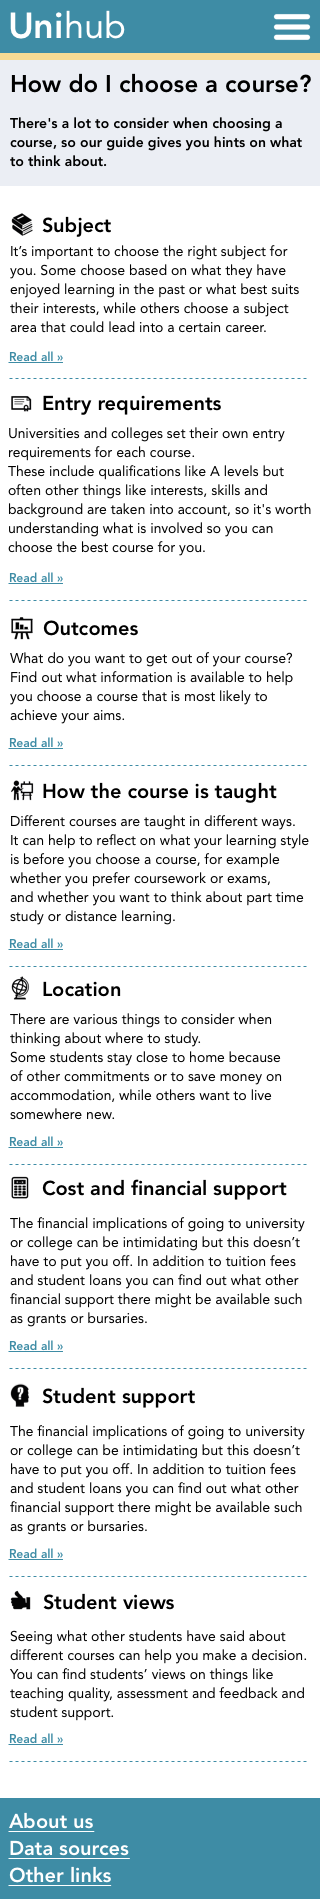 Unihub
How do I choose a course?
There's a lot to consider when choosing a
course, so our guide gives you hints on what
to think about.
Subject
It’s important to choose the right subject for
you. Some choose based on what they have
enjoyed learning in the past or what best suits
their interests, while others choose a subject
area that could lead into a certain career.
Read all »
Entry requirements
Universities and colleges set their own entry
requirements for each course.
These include qualifications like A levels but
often other things like interests, skills and
background are taken into account, so it's worth
understanding what is involved so you can
choose the best course for you.
Read all »
Outcomes
What do you want to get out of your course?
Find out what information is available to help
you choose a course that is most likely to
achieve your aims.
Read all »
How the course is taught
Different courses are taught in different ways.
It can help to reflect on what your learning style
is before you choose a course, for example
whether you prefer coursework or exams,
and whether you want to think about part time
study or distance learning.
Read all »
Location
There are various things to consider when
thinking about where to study.
Some students stay close to home because
of other commitments or to save money on
accommodation, while others want to live
somewhere new.
Read all »
Cost and financial support
The financial implications of going to university
or college can be intimidating but this doesn’t
have to put you off. In addition to tuition fees
and student loans you can find out what other
financial support there might be available such
as grants or bursaries.
Read all »
Student support
The financial implications of going to university
or college can be intimidating but this doesn’t
have to put you off. In addition to tuition fees
and student loans you can find out what other
financial support there might be available such
as grants or bursaries.
Read all »
Student views
Seeing what other students have said about
different courses can help you make a decision.
You can find students’ views on things like
teaching quality, assessment and feedback and
student support.
Read all »
About us
Data sources
Other links